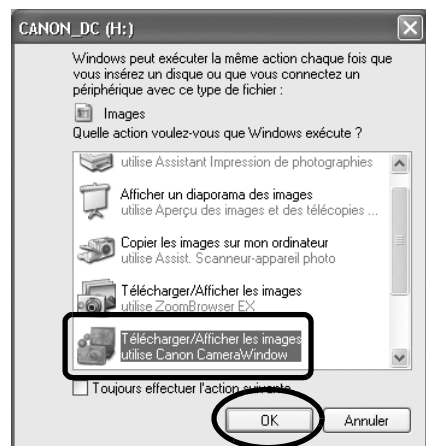 CANON_DC (H:)
Windows peut exécuter la même action chaque fois que
vous insérez un disque ou que vous connectez un
périphérique avec ce type de fichier :
Images
Quelle action voulez-vous que Windows exécute ?
utilise Assistant Impression de photographies
Afficher un diaporama des images
utilise Aperçu des images et des télécopies ...
Copier les images sur mon ordinateur
utilise Assist. Scanneur-appareil photo
Télécharger/Afficher les images
utilise ZoomBrowser EX
Télécharger/Afficher les images
utilise Canon CameraWindow
Toujours effectuer l'action suivante
OK
Annuler